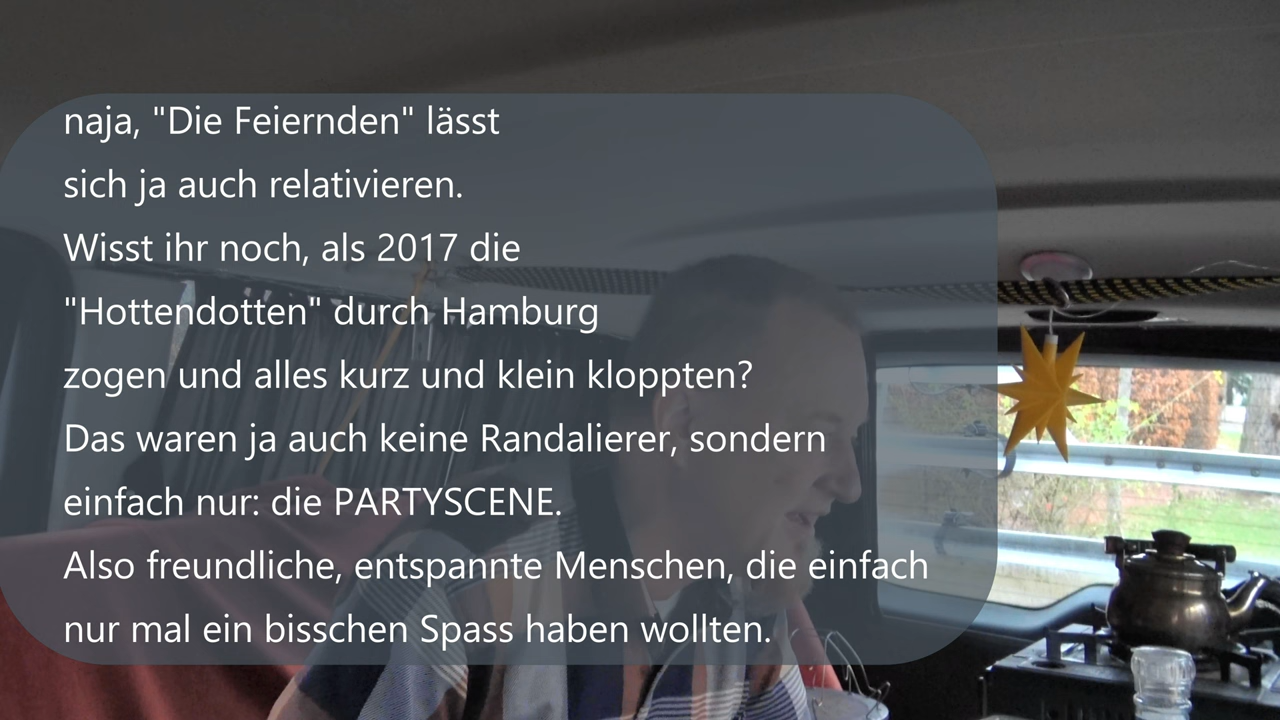 naja, "Die Feiernden" lässt
sich ja auch relativieren.
Wisst ihr noch, als 2017 die
"Hottendotten" durch Hamburg
zogen und alles kurz und klein kloppten?
Das waren ja auch keine Randalierer, sondern
einfach nur: die PARTYSCENE.
Also freundliche, entspannte Menschen, die einfach
nur mal ein bisschen Spass haben wollten.